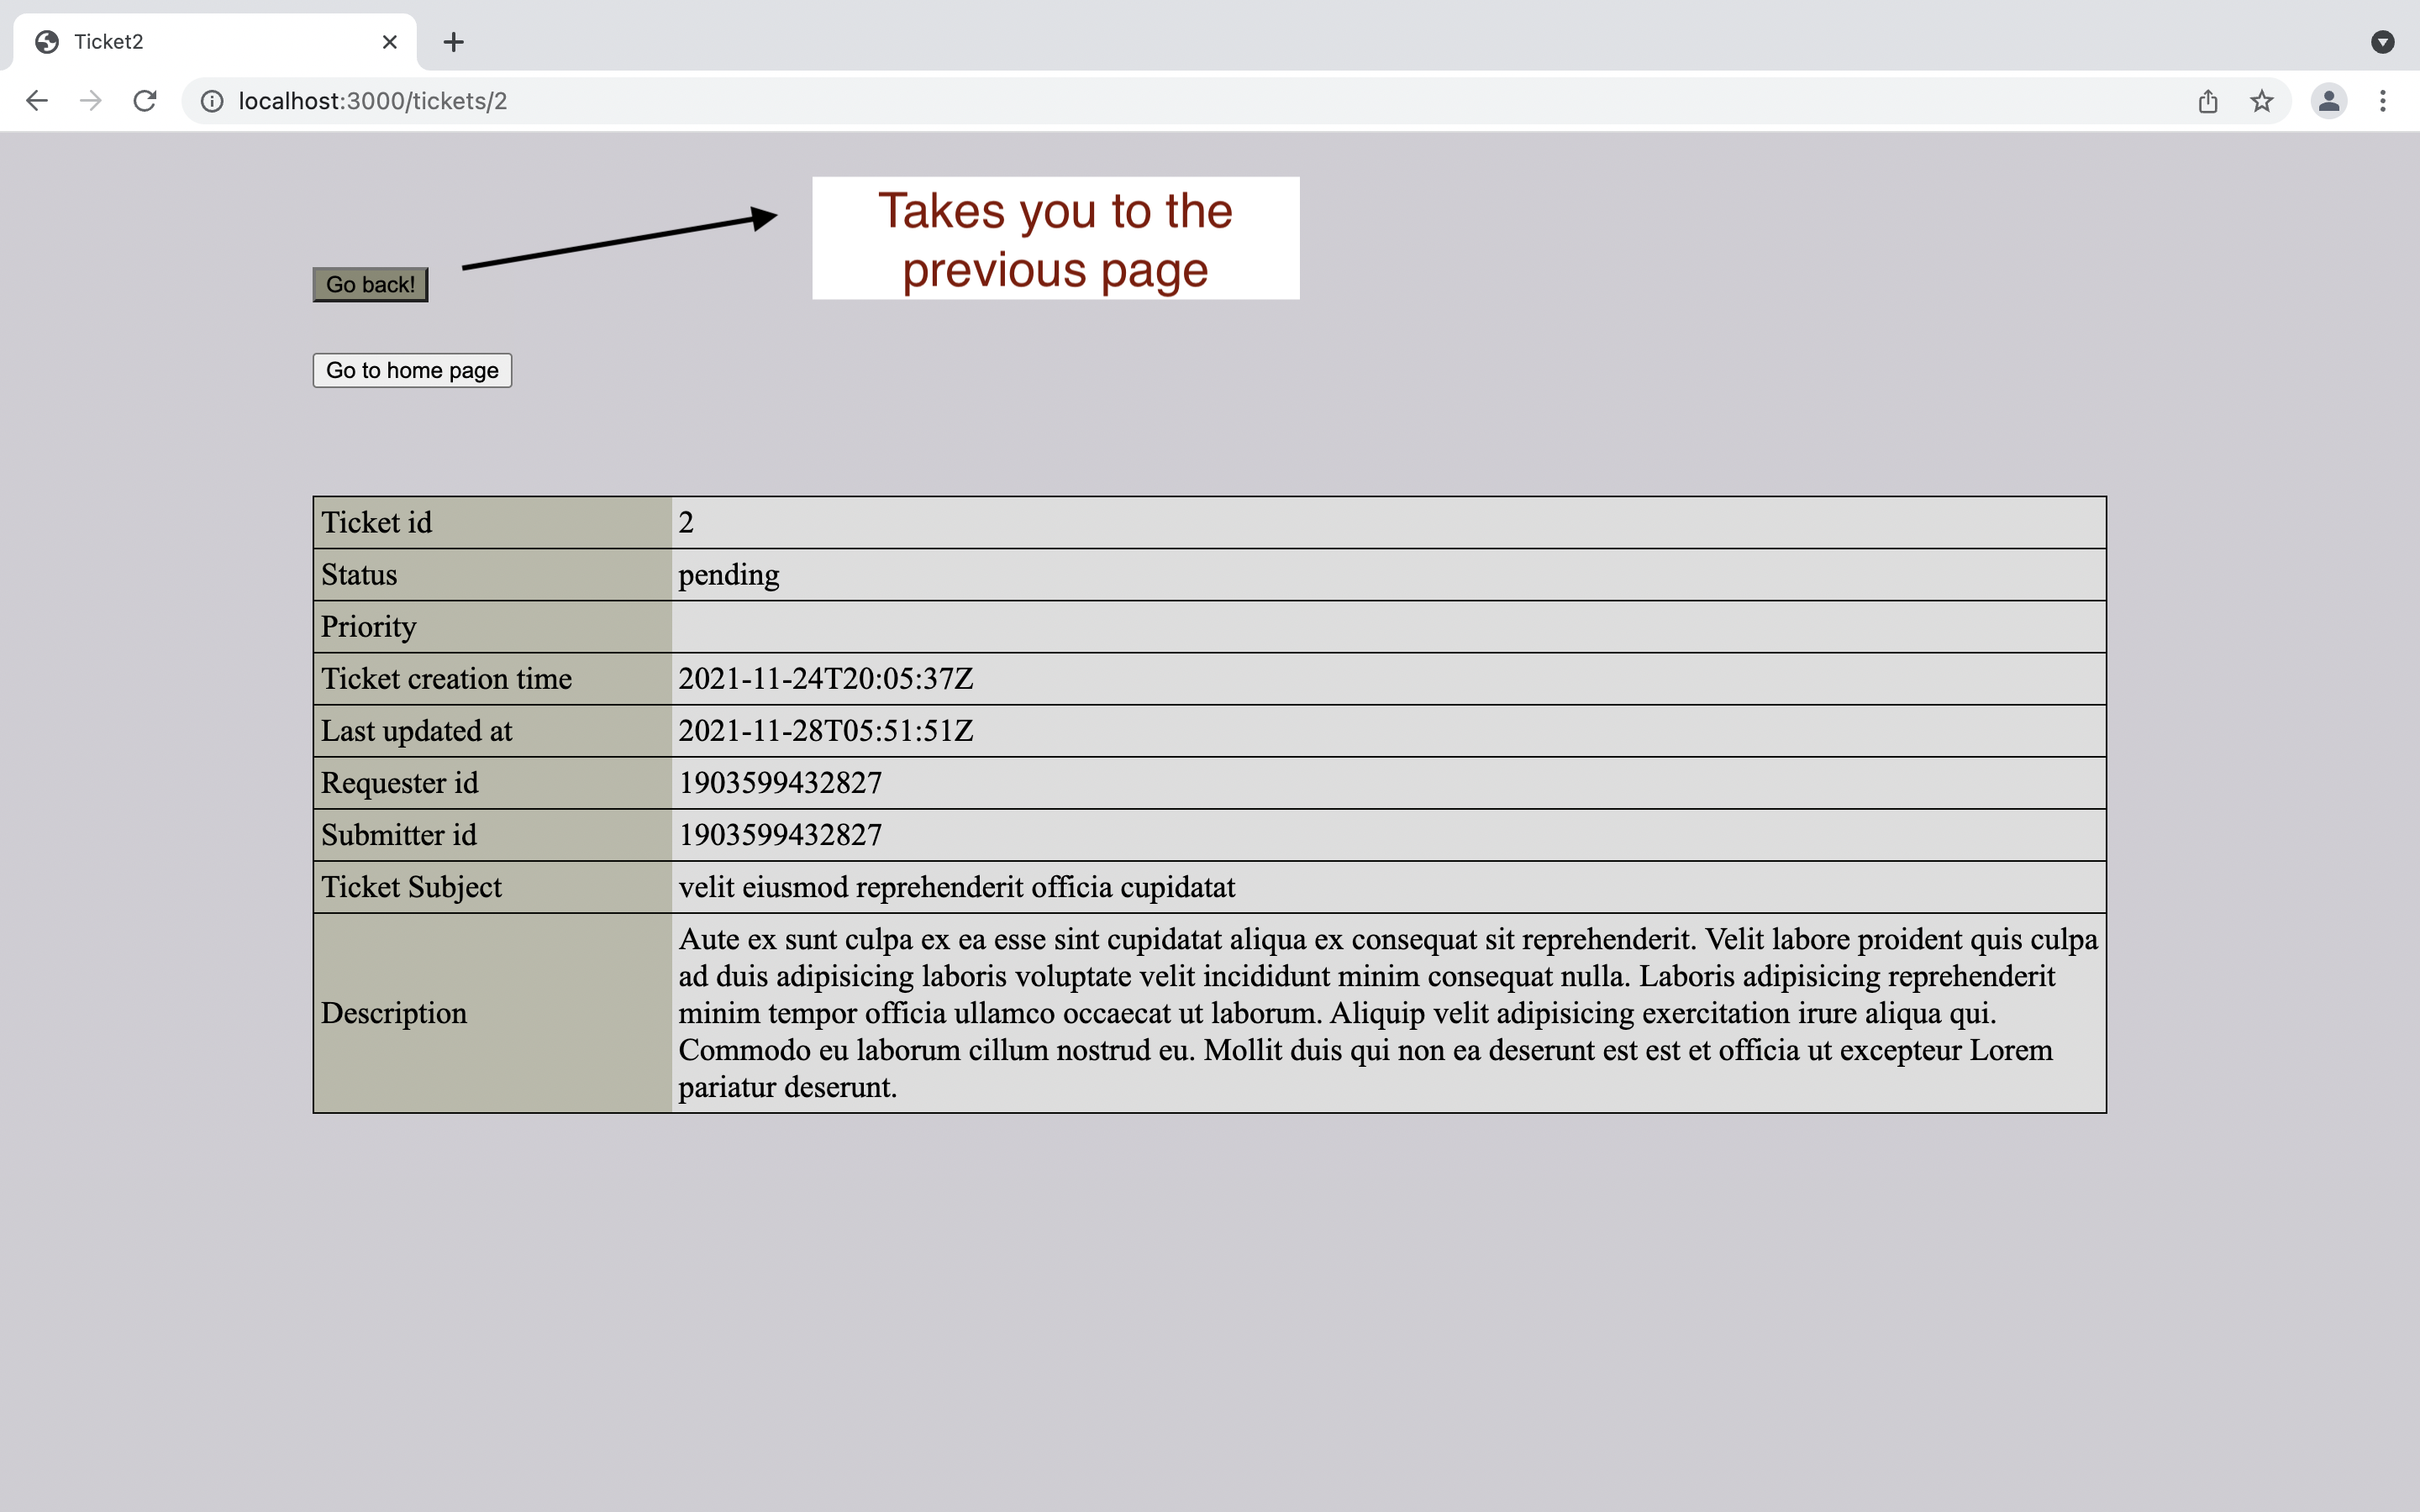 Ticket2
localhost:3000/tickets/2
Takes you to the
previous page
Go back!
Go to home page
Ticket id 2
Status pending
Priority
Ticket creation time 2021-11-24T20:05:37Z
Last updated at 2021-11-28T05:51:51Z
Requester id 1903599432827
Submitter id 1903599432827
Ticket Subject velit eiusmod reprehenderit officia cupidatat
Description
Aute ex sunt culpa ex ea esse sint cupidatat aliqua ex consequat sit reprehenderit. Velit labore proident quis culpa
ad duis adipisicing laboris voluptate velit incididunt minim consequat nulla. Laboris adipisicing reprehenderit
minim tempor officia ullamco occaecat ut laborum. Aliquip velit adipisicing exercitation irure aliqua qui.
Commodo eu laborum cillum nostrud eu. Mollit duis qui non ea deserunt est est et officia ut excepteur Lorem
pariatur deserunt.